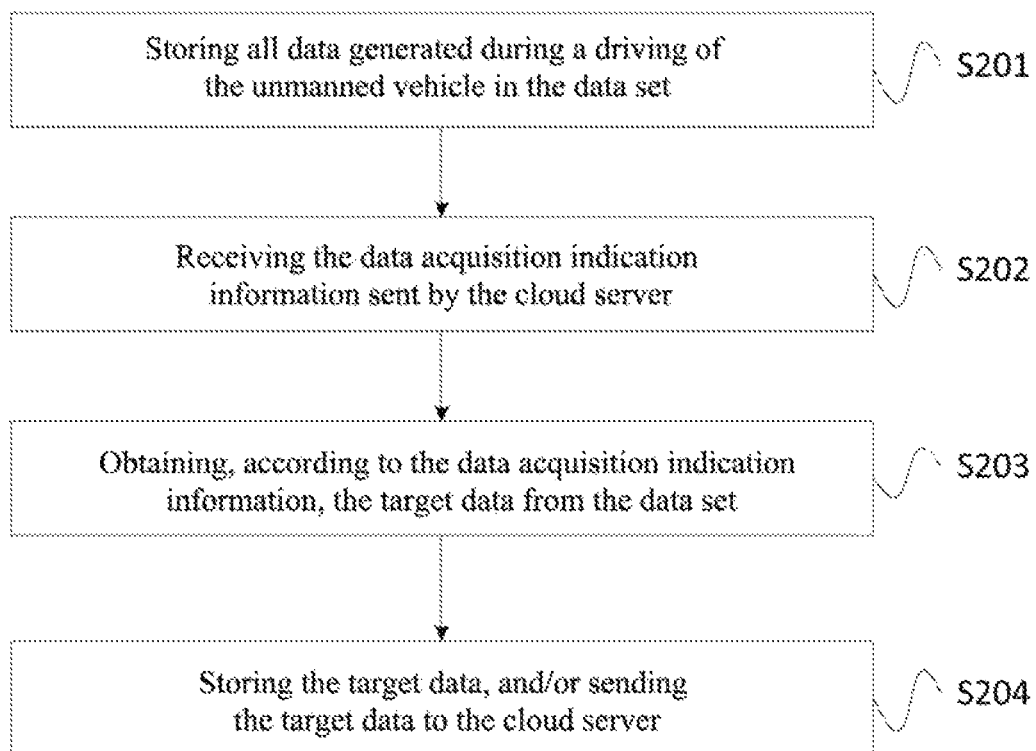 Storing all data generated during a driving of
the unmanned vehicle in the data set
S201
Receiving the data acquisition indication
information sent by the cloud server
S202
Obtaining, according to the data acquisition indication
information, the target data from the data set
S203
Storing the target data, and/or sending
the target data to the cloud server
S204